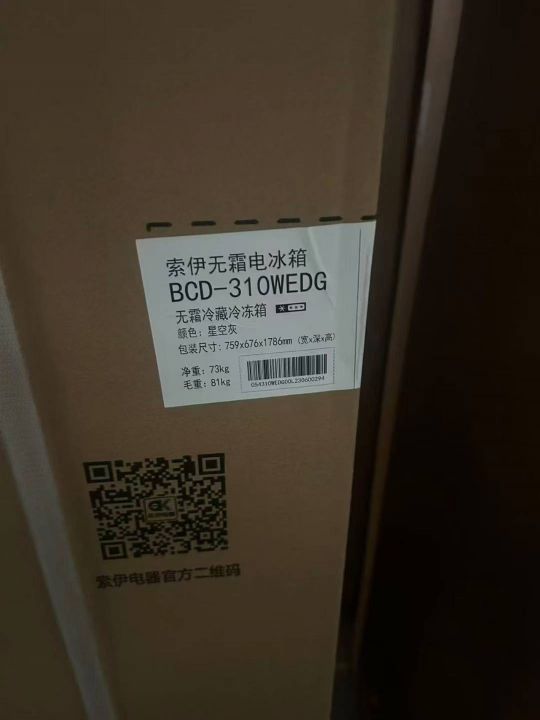 索伊无霜电冰箱
BCD-310WEDG
无霜冷藏冷冻箱
颜色：星空灰
包装尺寸：759x676x1786mm（宽x深x高）
净重：73kg
毛重：81kg
GS4310WEDG00L230600294
索伊电器官方二维码